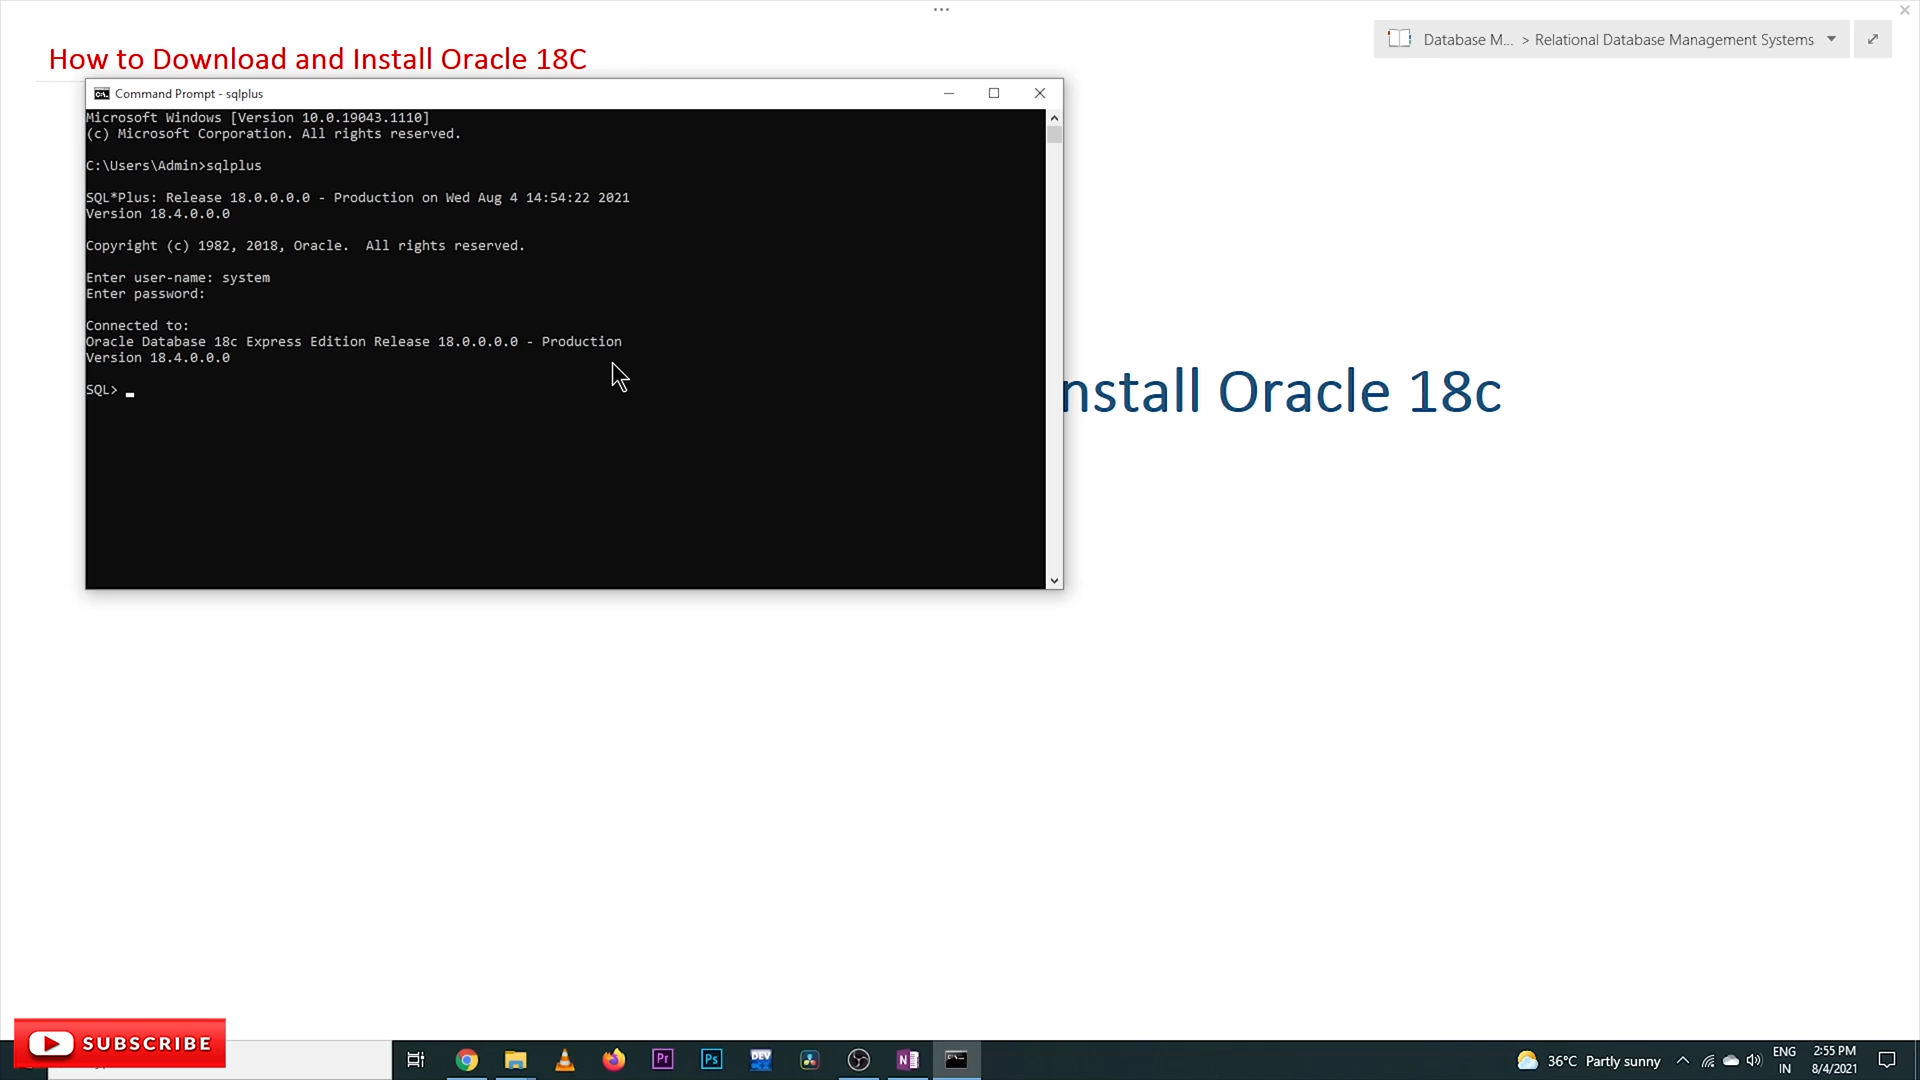 How to Download and Install Oracle 18C
Database M... > Relational Database Management Systems
Command Prompt - sqlplus
Microsoft Windows [Version 10.0.19043.1110]
(c) Microsoft Corporation. All rights reserved.
C:\Users\Admin>sqlplus
SQL*Plus: Release 18.0.0.0.0 - Production on Wed Aug 4 14:54:22 2021
Version 18.4.0.0.0
Copyright (c) 1982, 2018, Oracle.  All rights reserved.
Enter user-name: system
Enter password:
Connected to:
Oracle Database 18c Express Edition Release 18.0.0.0.0 - Production
Version 18.4.0.0.0
SQL>
nstall Oracle 18c
SUBSCRIBE
Pr
Ps
DEV
N
36°C Partly sunny
ENG
IN
2:55 PM
8/4/2021